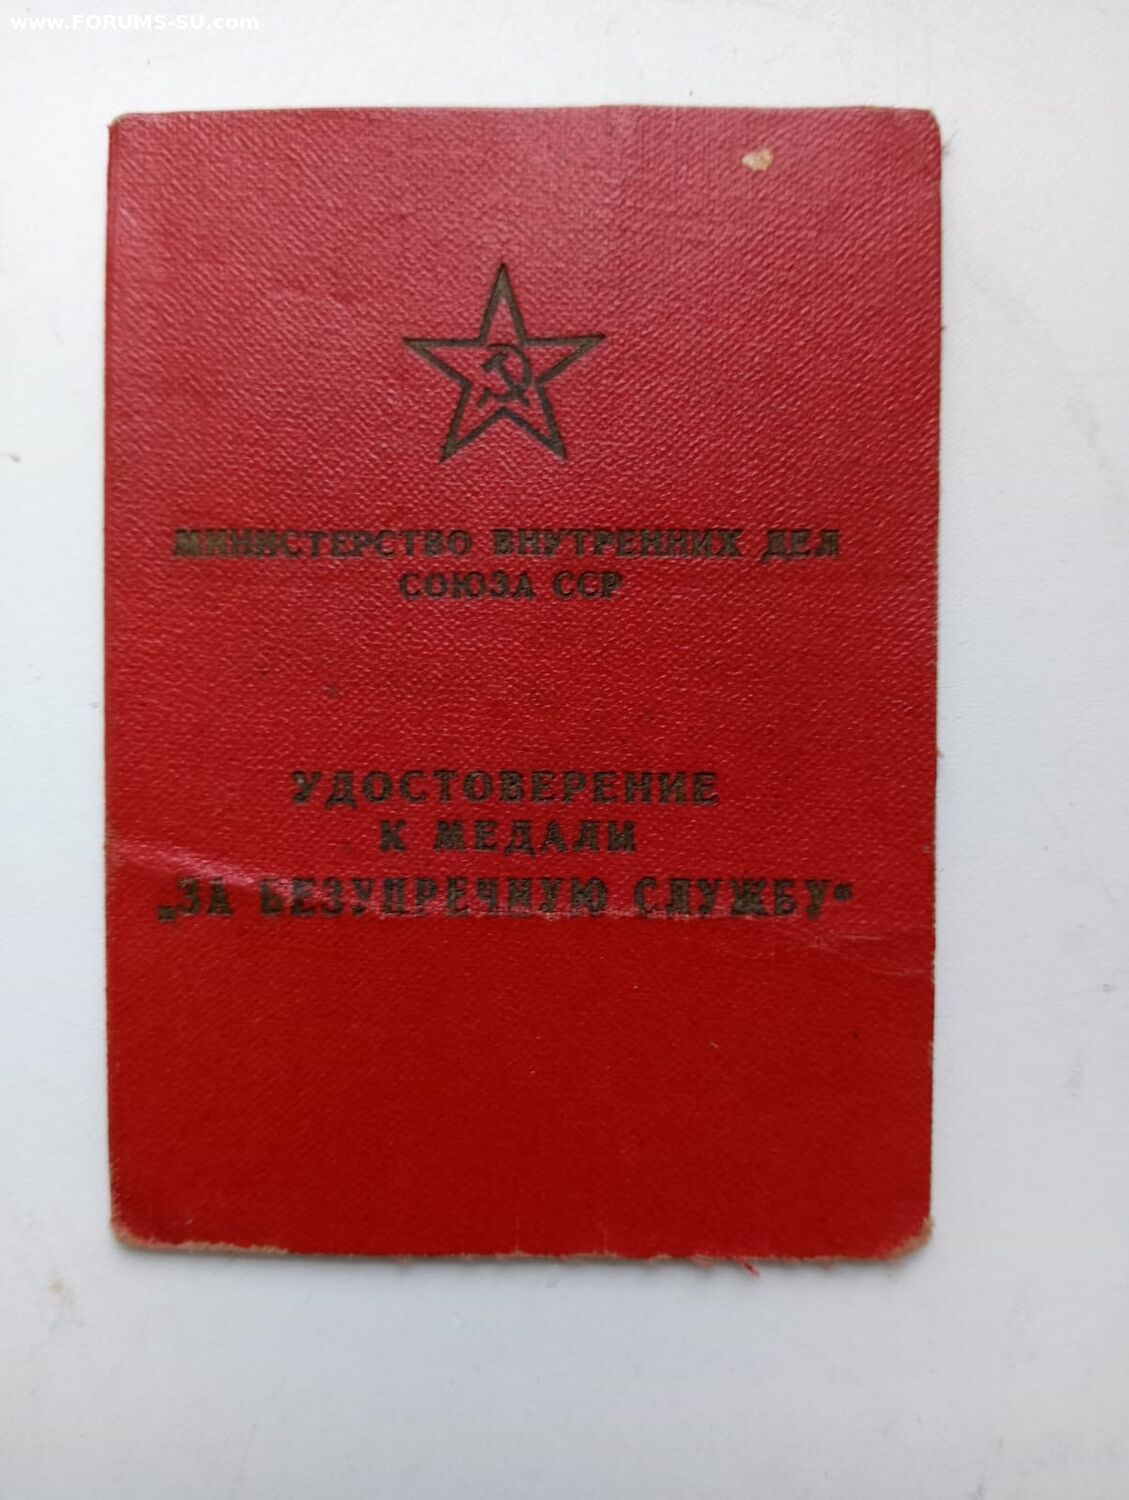 www.FORUMS-SU.com
МИНИСТЕРСТВО ВНУТРЕННИХ ДЕЛ
СОЮЗА ССР
УДОСТОВЕРЕНИЕ
К МЕДАЛИ
„ЗА БЕЗУПРЕЧНУЮ СЛУЖБУ“